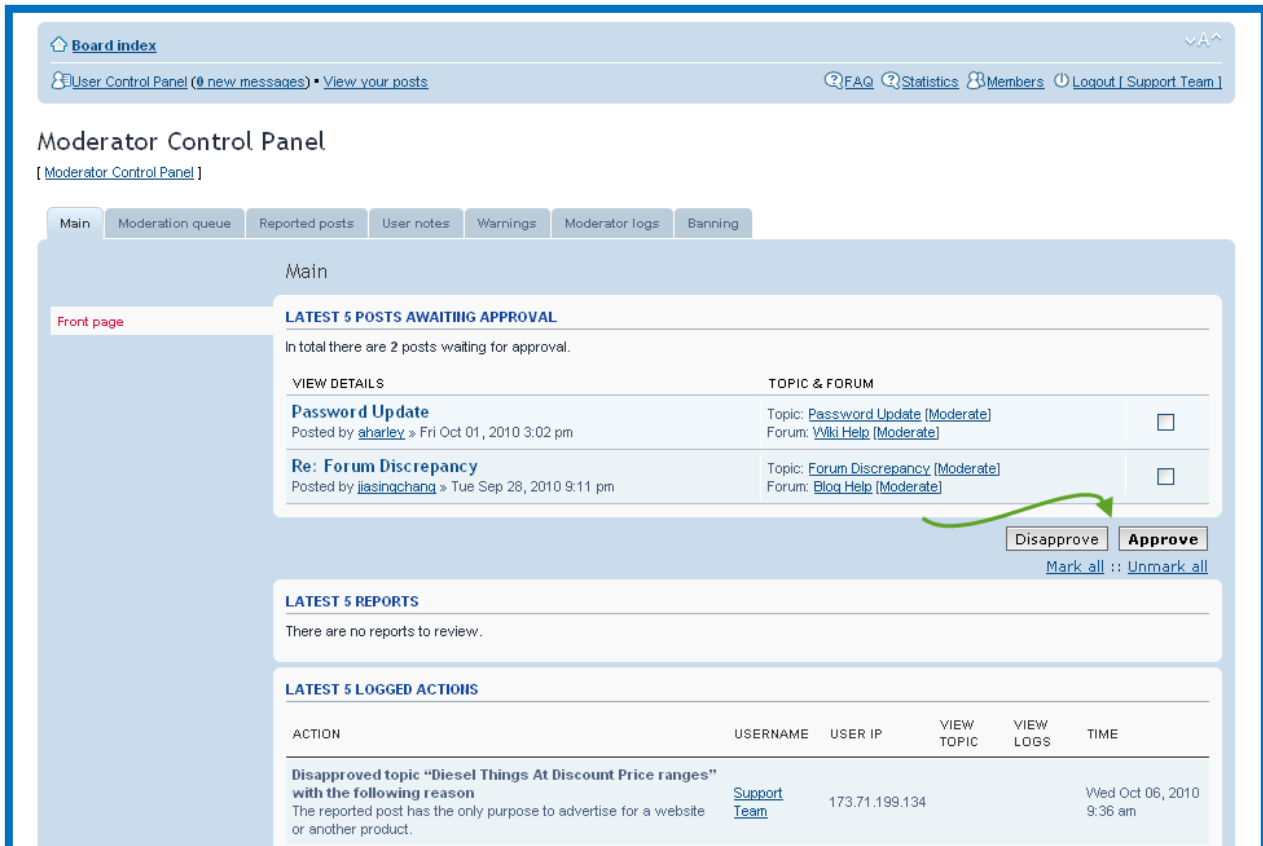 Board index
vA^
User Control Panel (0 new messages) • View your posts
FAQ Statistics Members Logout [ Support Team ]
Moderator Control Panel
[ Moderator Control Panel ]
Main Moderation queue Reported posts User notes Warnings Moderator logs Banning
Main
Front page
LATEST 5 POSTS AWAITING APPROVAL
In total there are 2 posts waiting for approval.
VIEW DETAILS TOPIC & FORUM
Password Update
Posted by aharley » Fri Oct 01, 2010 3:02 pm
Topic: Password Update [Moderate]
Forum: Wiki Help [Moderate]
Re: Forum Discrepancy
Posted by jiasingchang » Tue Sep 28, 2010 9:11 pm
Topic: Forum Discrepancy [Moderate]
Forum: Blog Help [Moderate]
Disapprove Approve
Mark all :: Unmark all
LATEST 5 REPORTS
There are no reports to review.
LATEST 5 LOGGED ACTIONS
ACTION USERNAME USER IP VIEW TOPIC VIEW LOGS TIME
Disapproved topic “Diesel Things At Discount Price ranges”
with the following reason
The reported post has the only purpose to advertise for a website
or another product.
Support
Team
173.71.199.134
Wed Oct 06, 2010
9:36 am